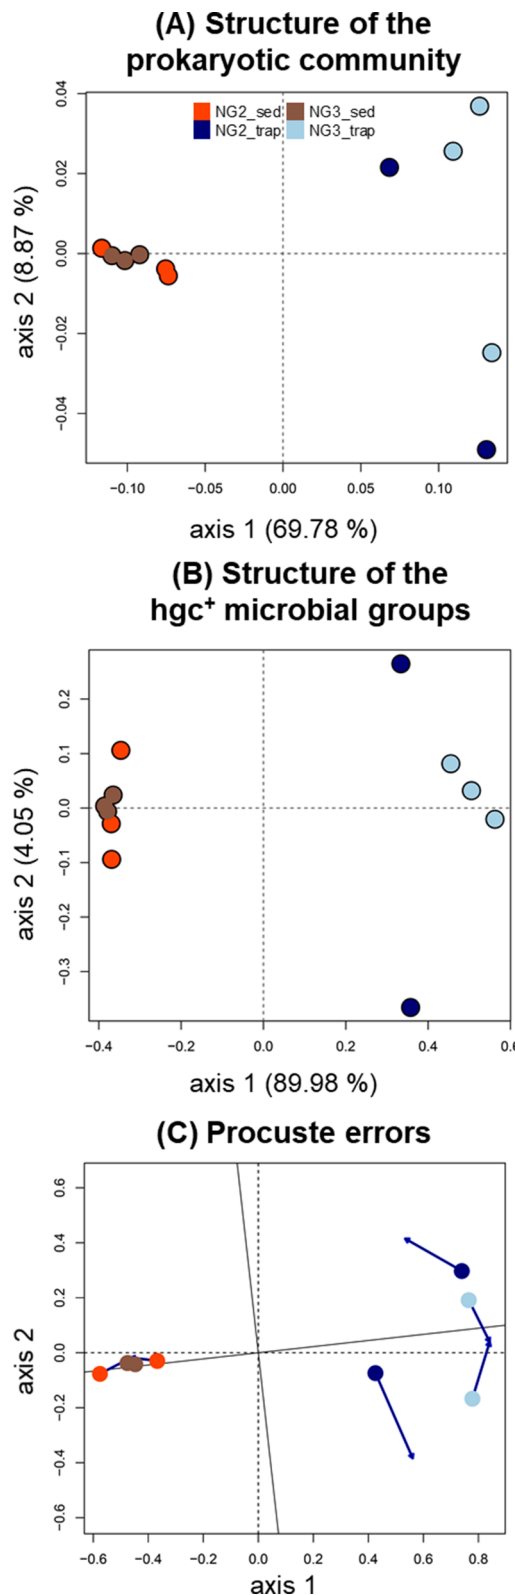 (A) Structure of the
prokaryotic community
NG2_sed NG3_sed
NG2_trap NG3_trap
0.04
0.02
0.00
−0.02
−0.04
axis 2 (8.87 %)
−0.10 −0.05 0.00 0.05 0.10
axis 1 (69.78 %)
(B) Structure of the
hgc⁺ microbial groups
0.2
0.1
0.0
−0.1
−0.2
−0.3
axis 2 (4.05 %)
−0.4 −0.2 0.0 0.2 0.4 0.6
axis 1 (89.98 %)
(C) Procuste errors
0.6
0.4
0.2
0.0
−0.2
−0.4
−0.6
axis 2
−0.6 −0.4 −0.2 0.0 0.2 0.4 0.6 0.8
axis 1